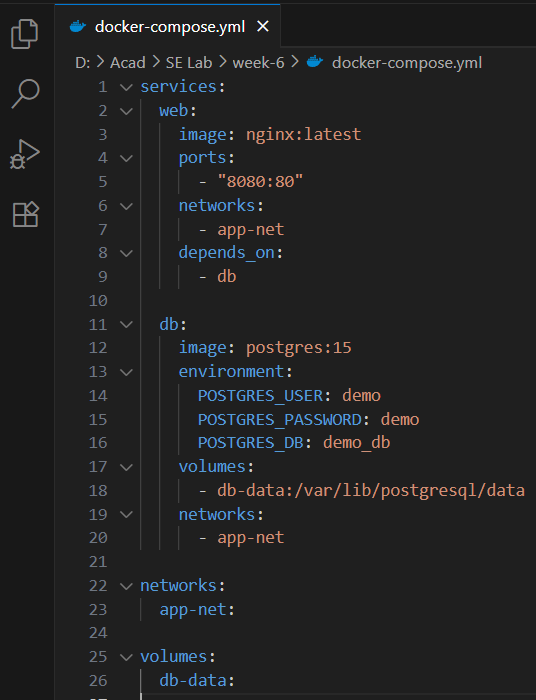 docker-compose.yml ×
D: > Acad > SE Lab > week-6 > docker-compose.yml
1 services:
2   web:
3     image: nginx:latest
4     ports:
5       - "8080:80"
6     networks:
7       - app-net
8     depends_on:
9       - db
10
11   db:
12     image: postgres:15
13     environment:
14       POSTGRES_USER: demo
15       POSTGRES_PASSWORD: demo
16       POSTGRES_DB: demo_db
17     volumes:
18       - db-data:/var/lib/postgresql/data
19     networks:
20       - app-net
21
22 networks:
23   app-net:
24
25 volumes:
26   db-data: